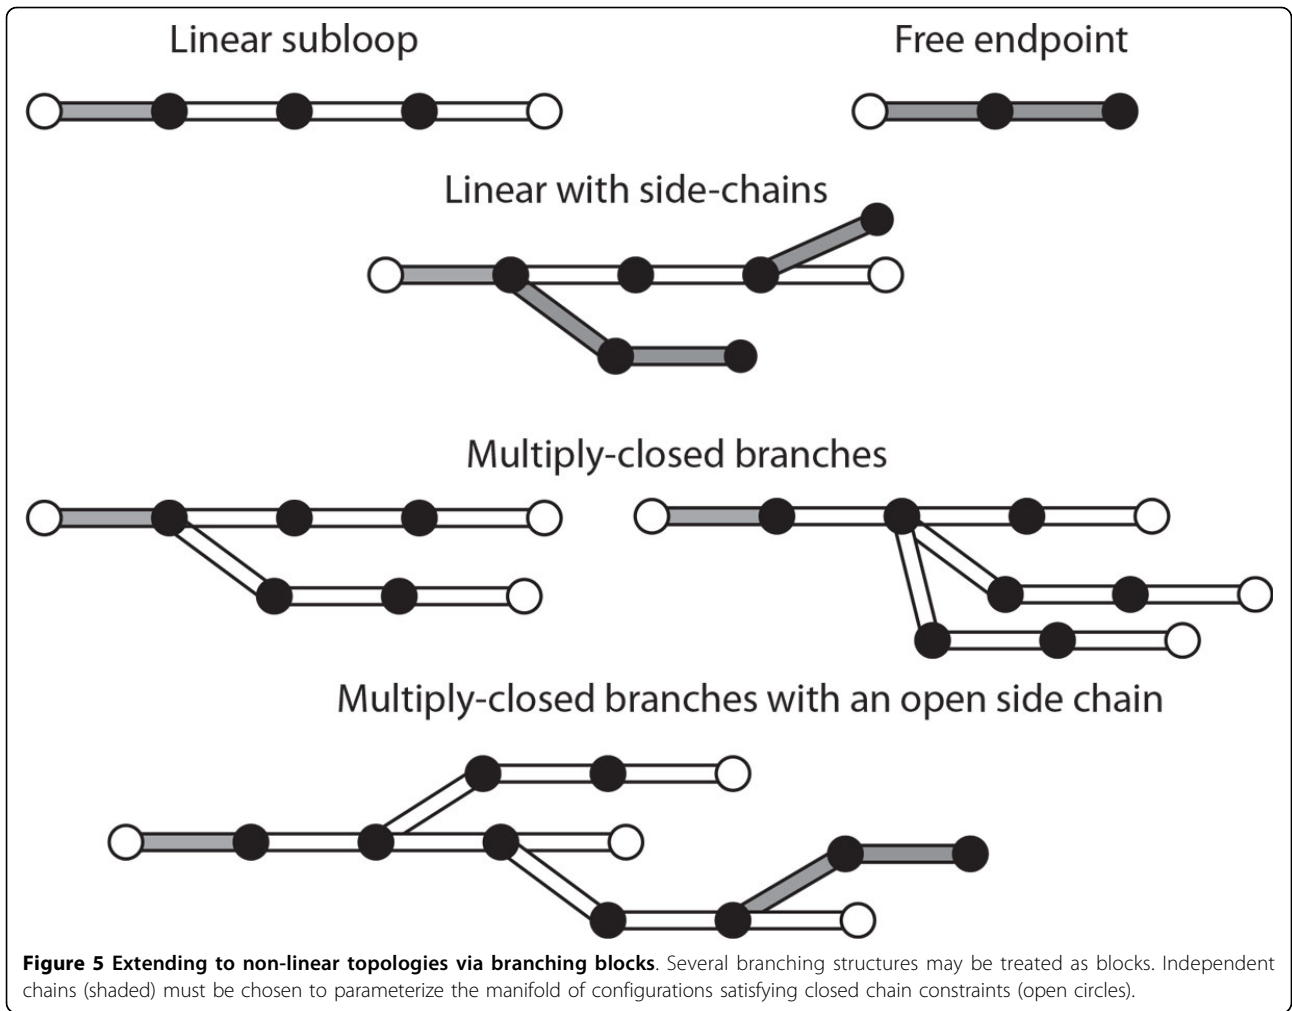 Linear subloop
Free endpoint
Linear with side-chains
Multiply-closed branches
Multiply-closed branches with an open side chain
Figure 5 Extending to non-linear topologies via branching blocks. Several branching structures may be treated as blocks. Independent
chains (shaded) must be chosen to parameterize the manifold of configurations satisfying closed chain constraints (open circles).